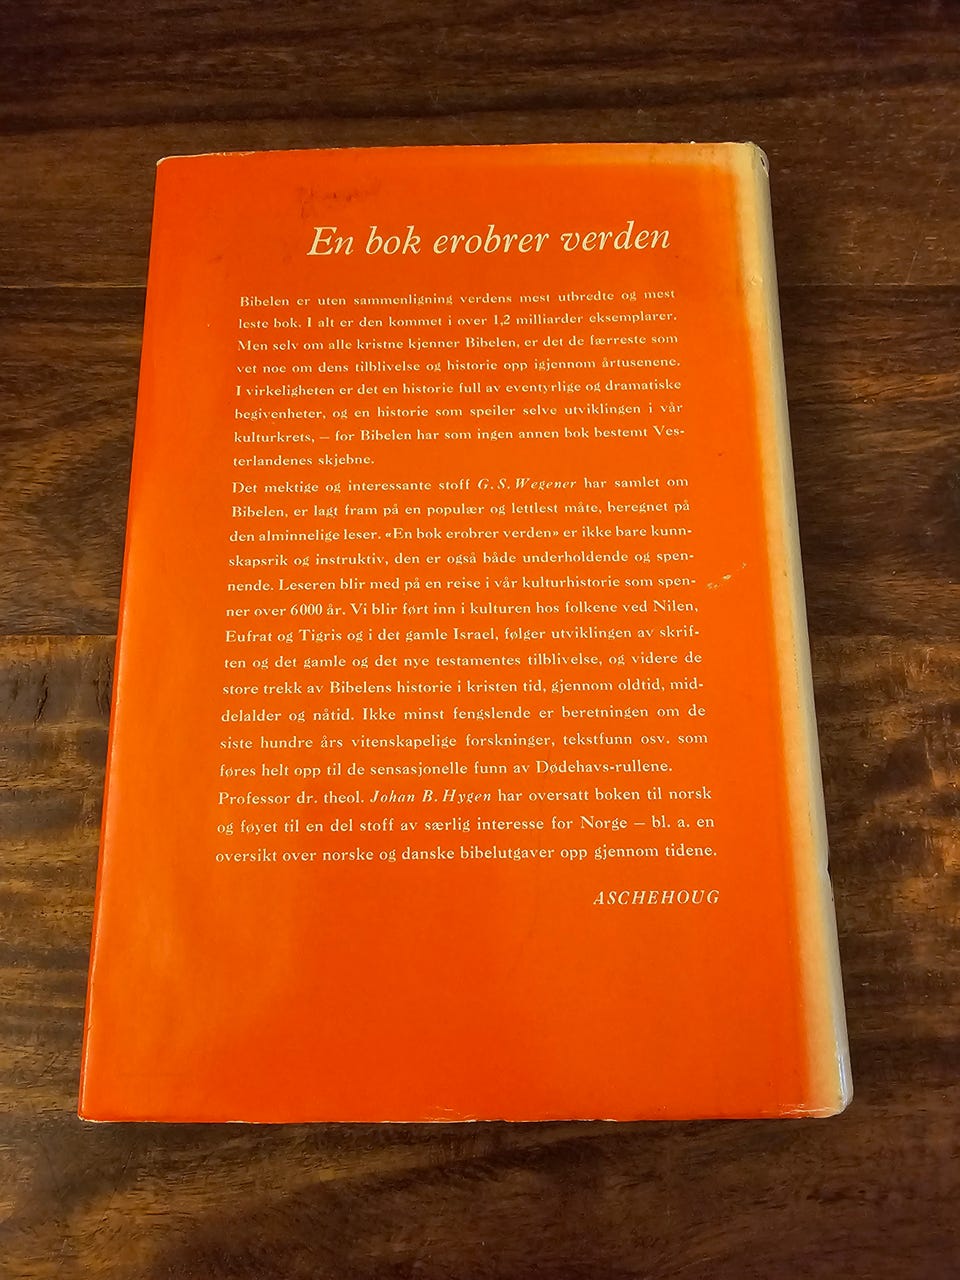 En bok erobrer verden
Bibelen er uten sammenligning verdens mest utbredte og mest
leste bok. I alt er den kommet i over 1,2 milliarder eksemplarer.
Men selv om alle kristne kjenner Bibelen, er det de færreste som
vet noe om dens tilblivelse og historie opp igjennom årtusenene.
I virkeligheten er det en historie full av eventyrlige og dramatiske
begivenheter, og en historie som speiler selve utviklingen i vår
kulturkrets, – for Bibelen har som ingen annen bok bestemt Ves-
terlandenes skjebne.
Det mektige og interessante stoff G. S. Wegener har samlet om
Bibelen, er lagt fram på en populær og lettlest måte, beregnet på
den alminnelige leser. «En bok erobrer verden» er ikke bare kunn-
skapsrik og instruktiv, den er også både underholdende og spen-
nende. Leseren blir med på en reise i vår kulturhistorie som spen-
ner over 6000 år. Vi blir ført inn i kulturen hos folkene ved Nilen,
Eufrat og Tigris og i det gamle Israel, følger utviklingen av skrif-
ten og det gamle og det nye testamentes tilblivelse, og videre de
store trekk av Bibelens historie i kristen tid, gjennom oldtid, mid-
delalder og nåtid. Ikke minst fengslende er beretningen om de
siste hundre års vitenskapelige forskninger, tekstfunn osv. som
føres helt opp til de sensasjonelle funn av Dødehavs-rullene.
Professor dr. theol. Johan B. Hygen har oversatt boken til norsk
og føyet til en del stoff av særlig interesse for Norge – bl. a. en
oversikt over norske og danske bibelutgaver opp gjennom tidene.
ASCHEHOUG